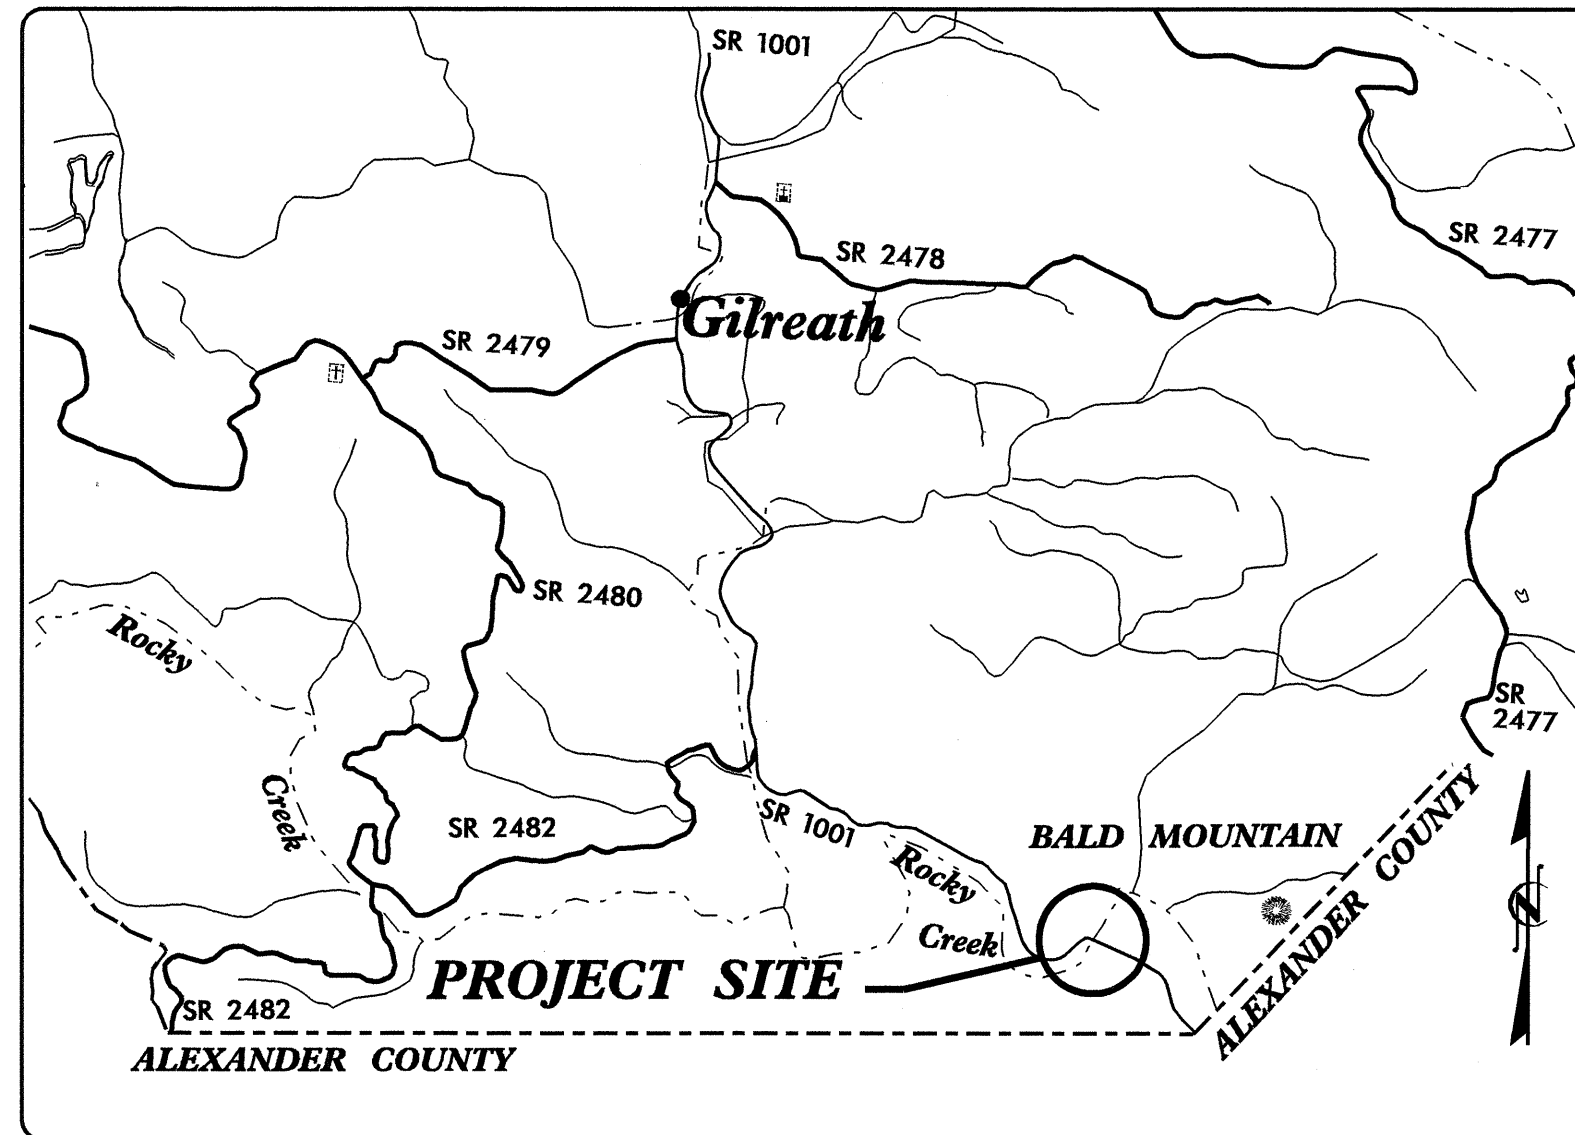 SR 1001
SR 2477
SR 2478
Gilreath
SR 2479
SR 2480
Rocky
Creek
SR
2477
SR 2482
SR 1001
BALD MOUNTAIN
Rocky
Creek
ALEXANDER COUNTY
N
PROJECT SITE
SR 2482
ALEXANDER COUNTY